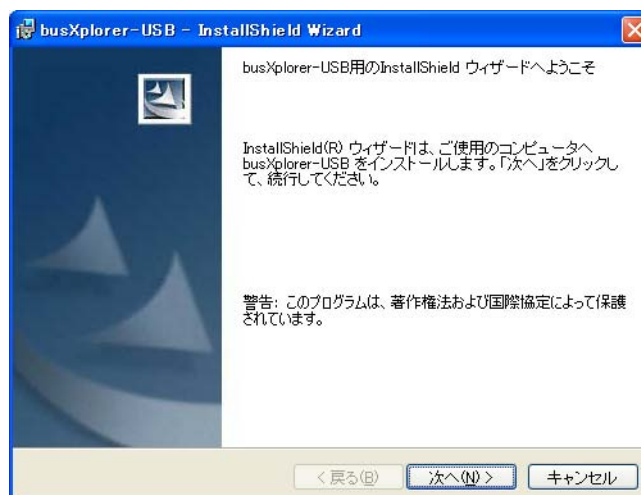 busXplorer-USB - InstallShield Wizard
busXplorer-USB用のInstallShield ウィザードへようこそ
InstallShield(R) ウィザードは、ご使用のコンピュータへ
busXplorer-USB をインストールします。「次へ」をクリックし
て、続行してください。
警告: このプログラムは、著作権法および国際協定によって保護
されています。
< 戻る(B)
次へ(N) >
キャンセル